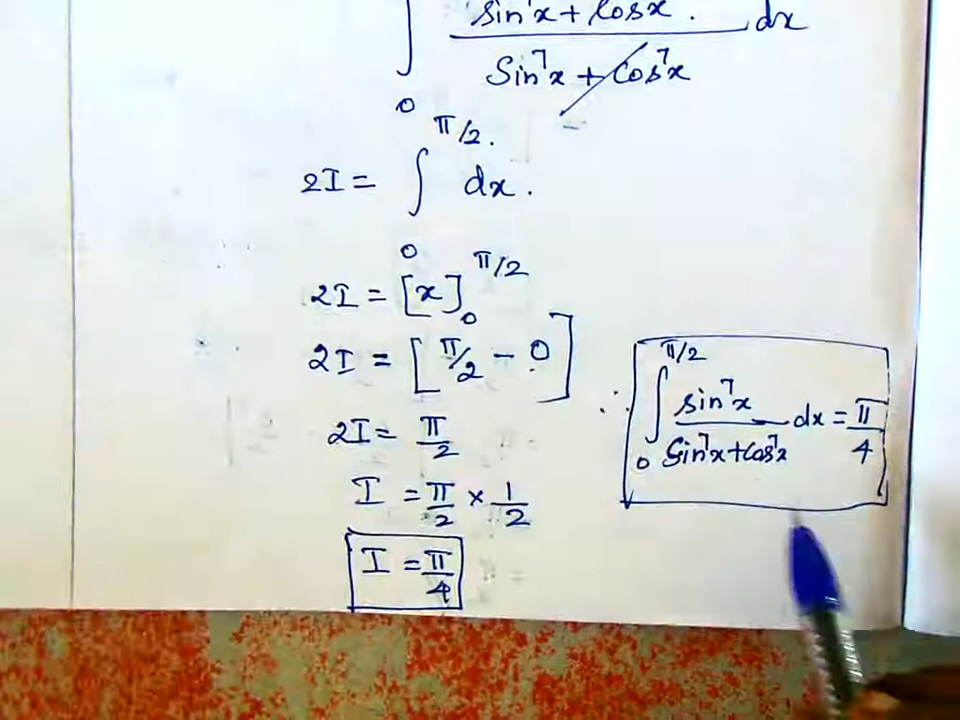 ∫₀ sin⁷x + cos⁷x / Sin⁷x + cos⁷x dx
2I = ∫₀^π/2 dx.
2I = [x]₀^π/2
2I = [π/2 - 0]
2I = π/2
I = π/2 × 1/2
I = π/4
∴ ∫₀^π/2 sin⁷x / Sin⁷x+cos⁷x dx = π/4